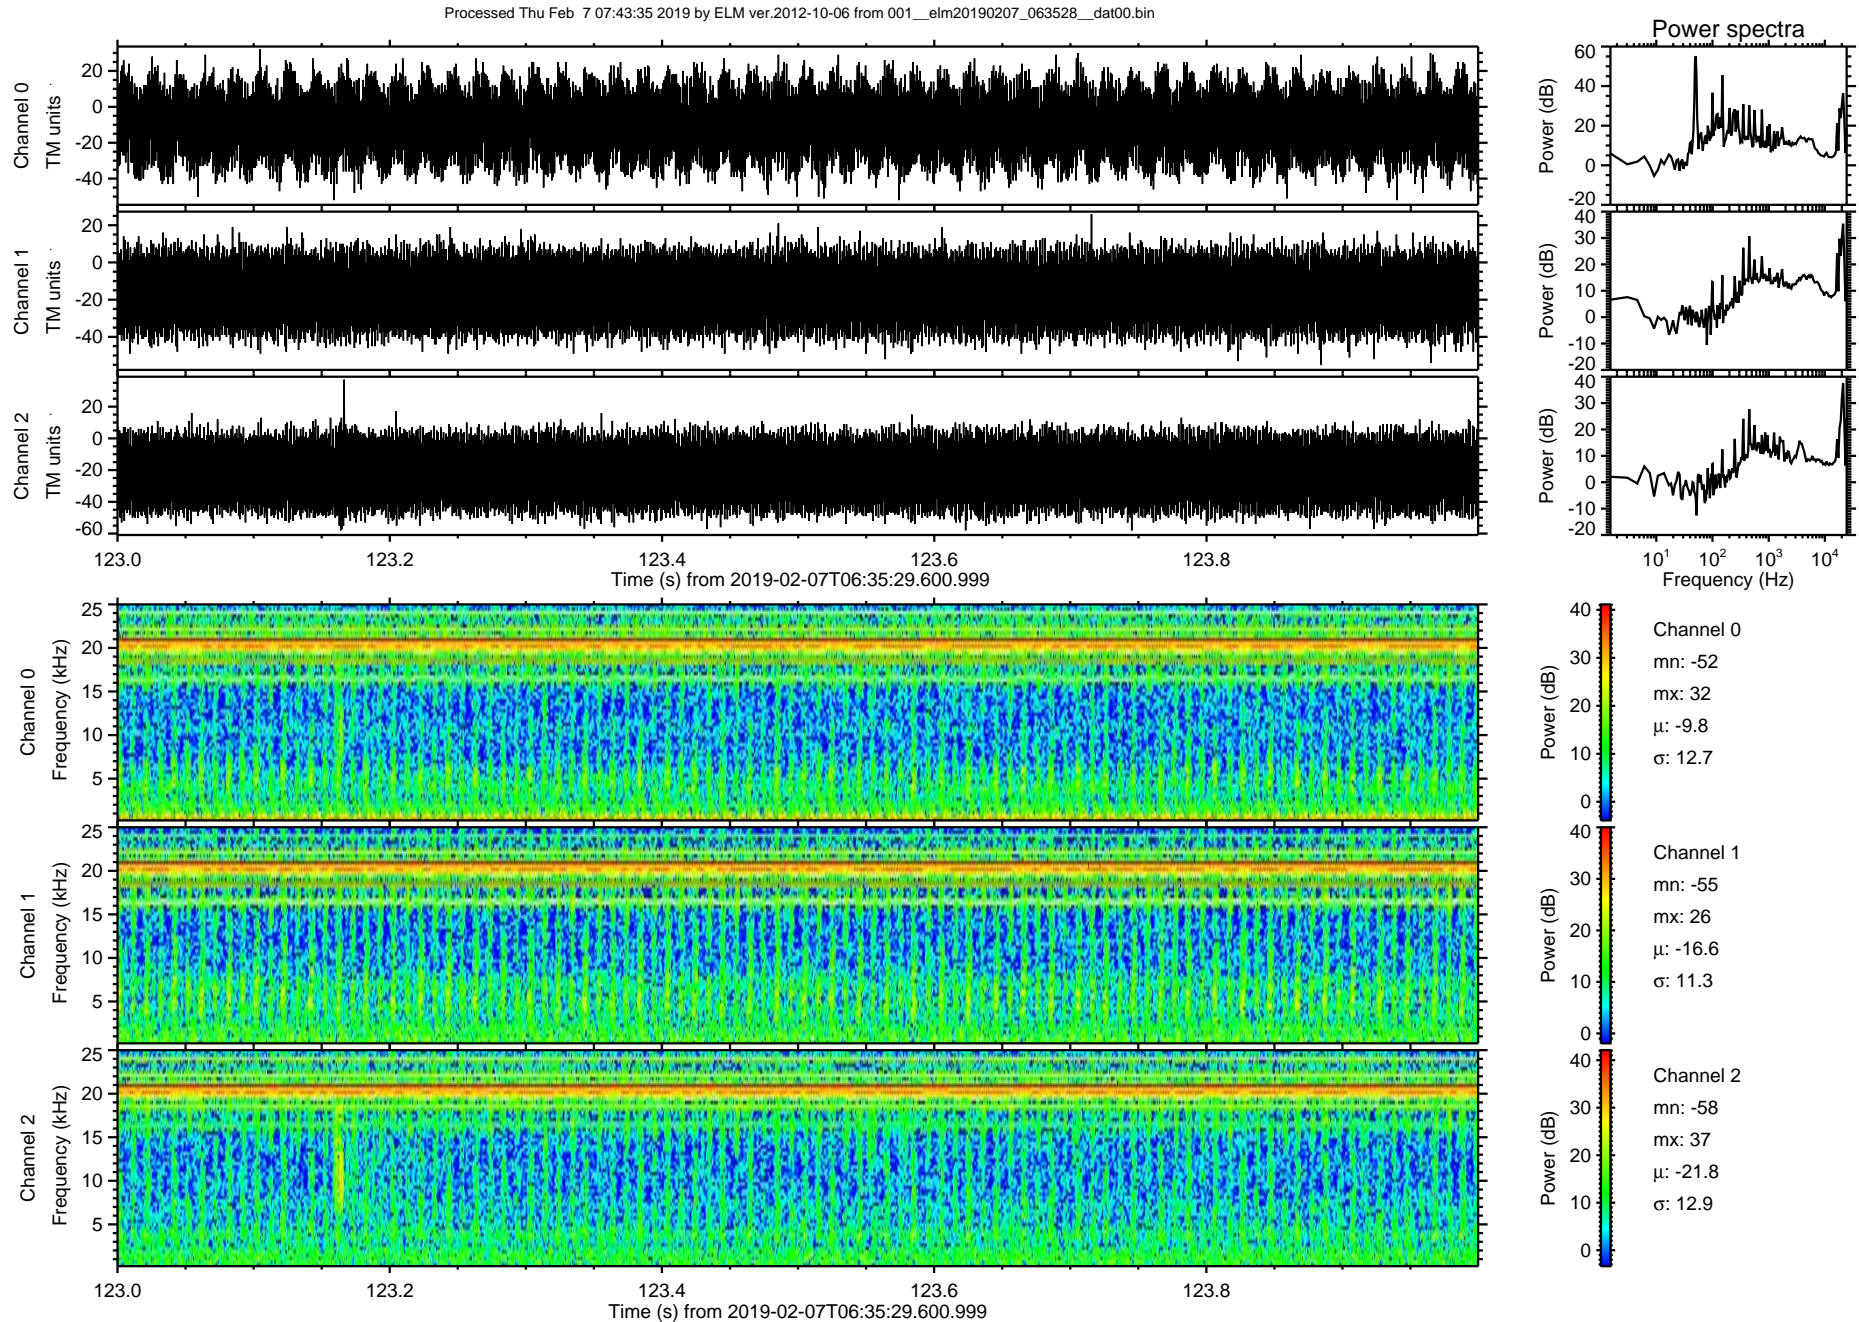 Processed Thu Feb  7 07:43:35 2019 by ELM ver.2012-10-06 from 001__elm20190207_063528__dat00.bin
Power spectra
Channel 0
TM units
20
0
-20
-40
Power (dB)
60
40
20
0
-20
Channel 1
TM units
20
0
-20
-40
Power (dB)
40
30
20
10
0
-10
-20
Channel 2
TM units
20
0
-20
-40
-60
Power (dB)
40
30
20
10
0
-10
-20
123.0 123.2 123.4 123.6 123.8
Time (s) from 2019-02-07T06:35:29.600.999
10¹ 10² 10³ 10⁴
Frequency (Hz)
Channel 0
Frequency (kHz)
25
20
15
10
5
Power (dB)
40
30
20
10
0
Channel 0
mn: -52
mx: 32
μ: -9.8
σ: 12.7
Channel 1
Frequency (kHz)
25
20
15
10
5
Power (dB)
40
30
20
10
0
Channel 1
mn: -55
mx: 26
μ: -16.6
σ: 11.3
Channel 2
Frequency (kHz)
25
20
15
10
5
Power (dB)
40
30
20
10
0
Channel 2
mn: -58
mx: 37
μ: -21.8
σ: 12.9
123.0 123.2 123.4 123.6 123.8
Time (s) from 2019-02-07T06:35:29.600.999